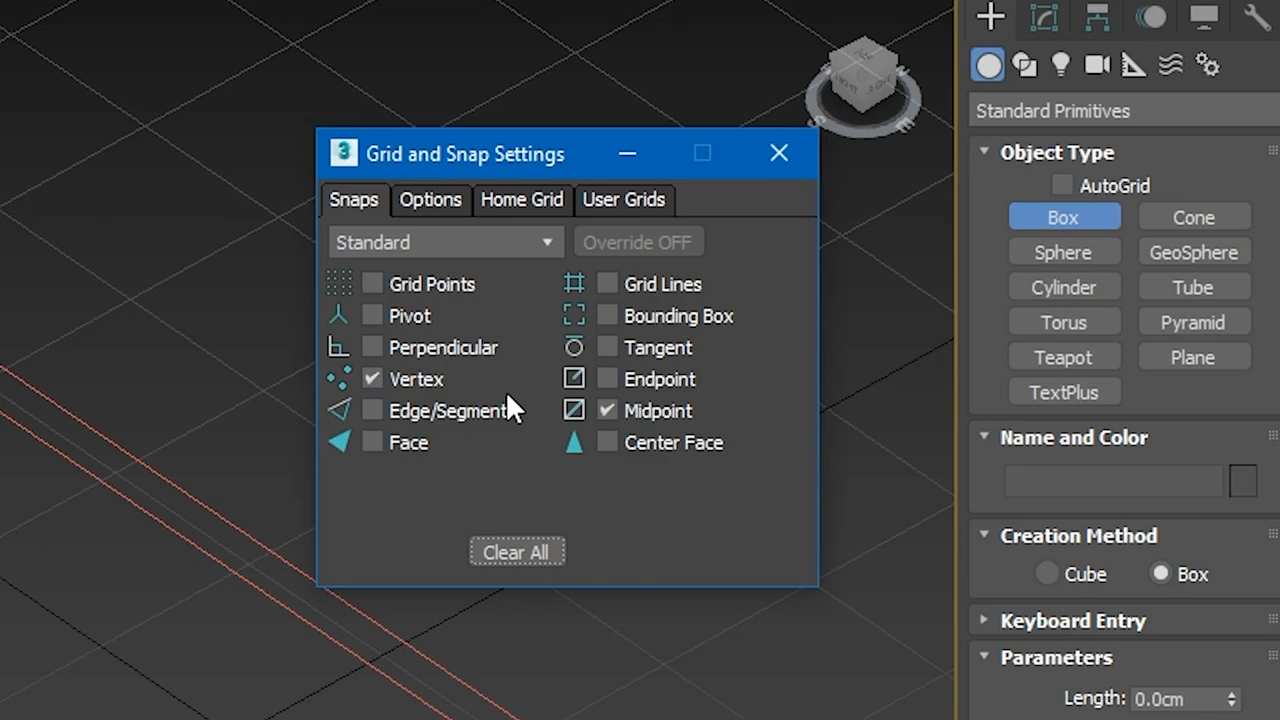 Standard Primitives
Grid and Snap Settings
Object Type
AutoGrid
Snaps Options Home Grid User Grids
Box Cone
Standard Override OFF
Sphere GeoSphere
Grid Points Grid Lines
Cylinder Tube
Pivot Bounding Box
Torus Pyramid
Perpendicular Tangent
Teapot Plane
Vertex Endpoint
TextPlus
Edge/Segment Midpoint
Face Center Face
Name and Color
Clear All
Creation Method
Cube Box
Keyboard Entry
Parameters
Length: 0.0cm